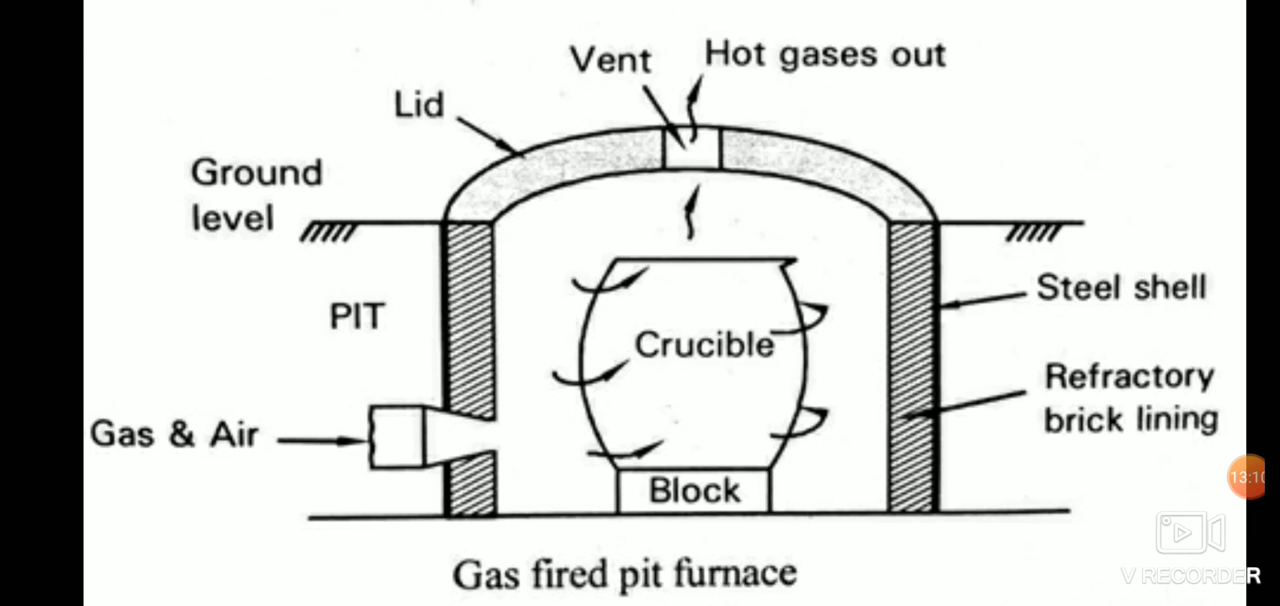 Vent
Hot gases out
Lid
Ground
level
PIT
Crucible
Steel shell
Refractory
brick lining
Gas & Air
Block
13:10
Gas fired pit furnace
V RECORDER